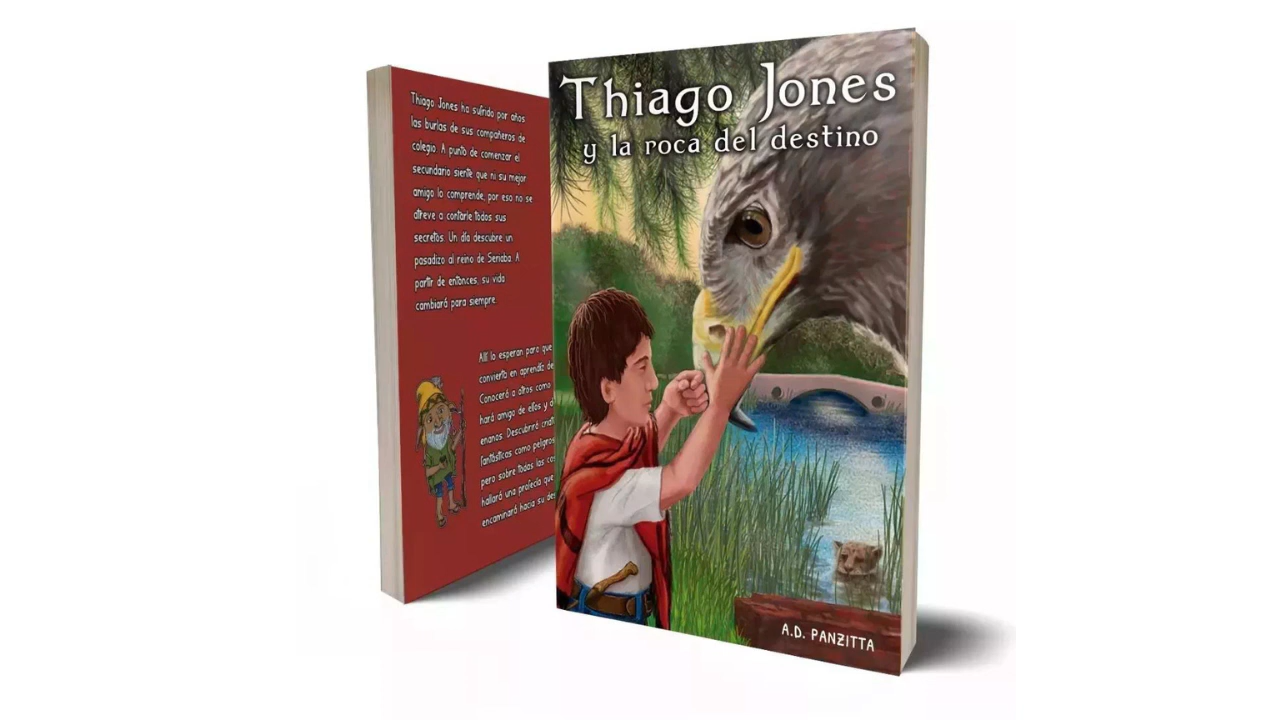 Thiago Jones ha sufrido por años
las burlas de sus compañeros de
colegio. A punto de comenzar el
secundario siente que ni su mejor
amigo lo comprende, por eso no se
atreve a contarle todos sus
secretos. Un día descubre un
pasadizo al reino de Seriaba. A
partir de entonces, su vida
cambiará para siempre.
Allí lo esperan para que
convierta en aprendiz de
Conocerá a otros como
hará amigo de ellos y d
enanos. Descubrirá criat
fantásticas como peligros
pero sobre todas las cos
hallará una profecía que
encaminará hacia su des
Thiago Jones
y la roca del destino
A.D. PANZITTA